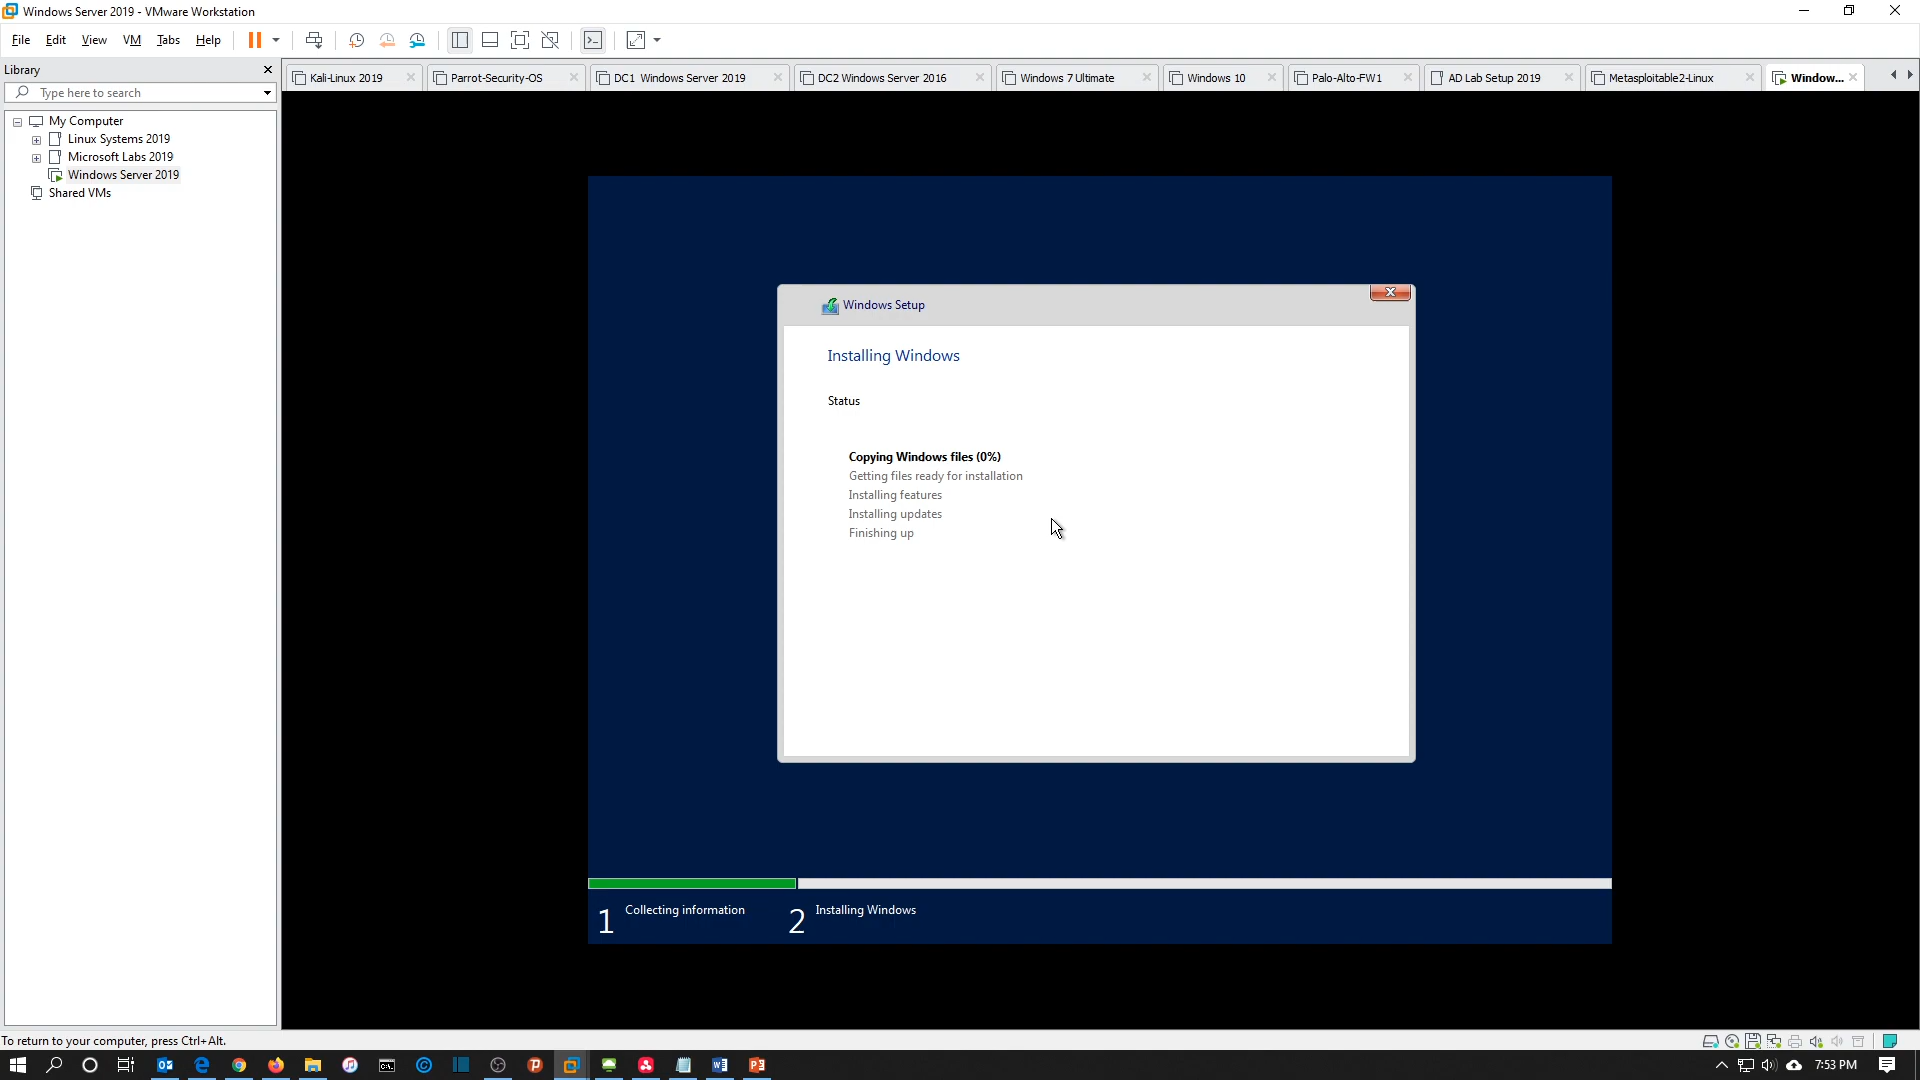 Windows Server 2019 - VMware Workstation
File Edit View VM Tabs Help
Library
Type here to search
My Computer
Linux Systems 2019
Microsoft Labs 2019
Windows Server 2019
Shared VMs
Kali-Linux 2019
Parrot-Security-OS
DC1 Windows Server 2019
DC2 Windows Server 2016
Windows 7 Ultimate
Windows 10
Palo-Alto-FW1
AD Lab Setup 2019
Metasploitable2-Linux
Window...
Windows Setup
Installing Windows
Status
Copying Windows files (0%)
Getting files ready for installation
Installing features
Installing updates
Finishing up
1 Collecting information
2 Installing Windows
To return to your computer, press Ctrl+Alt.
7:53 PM